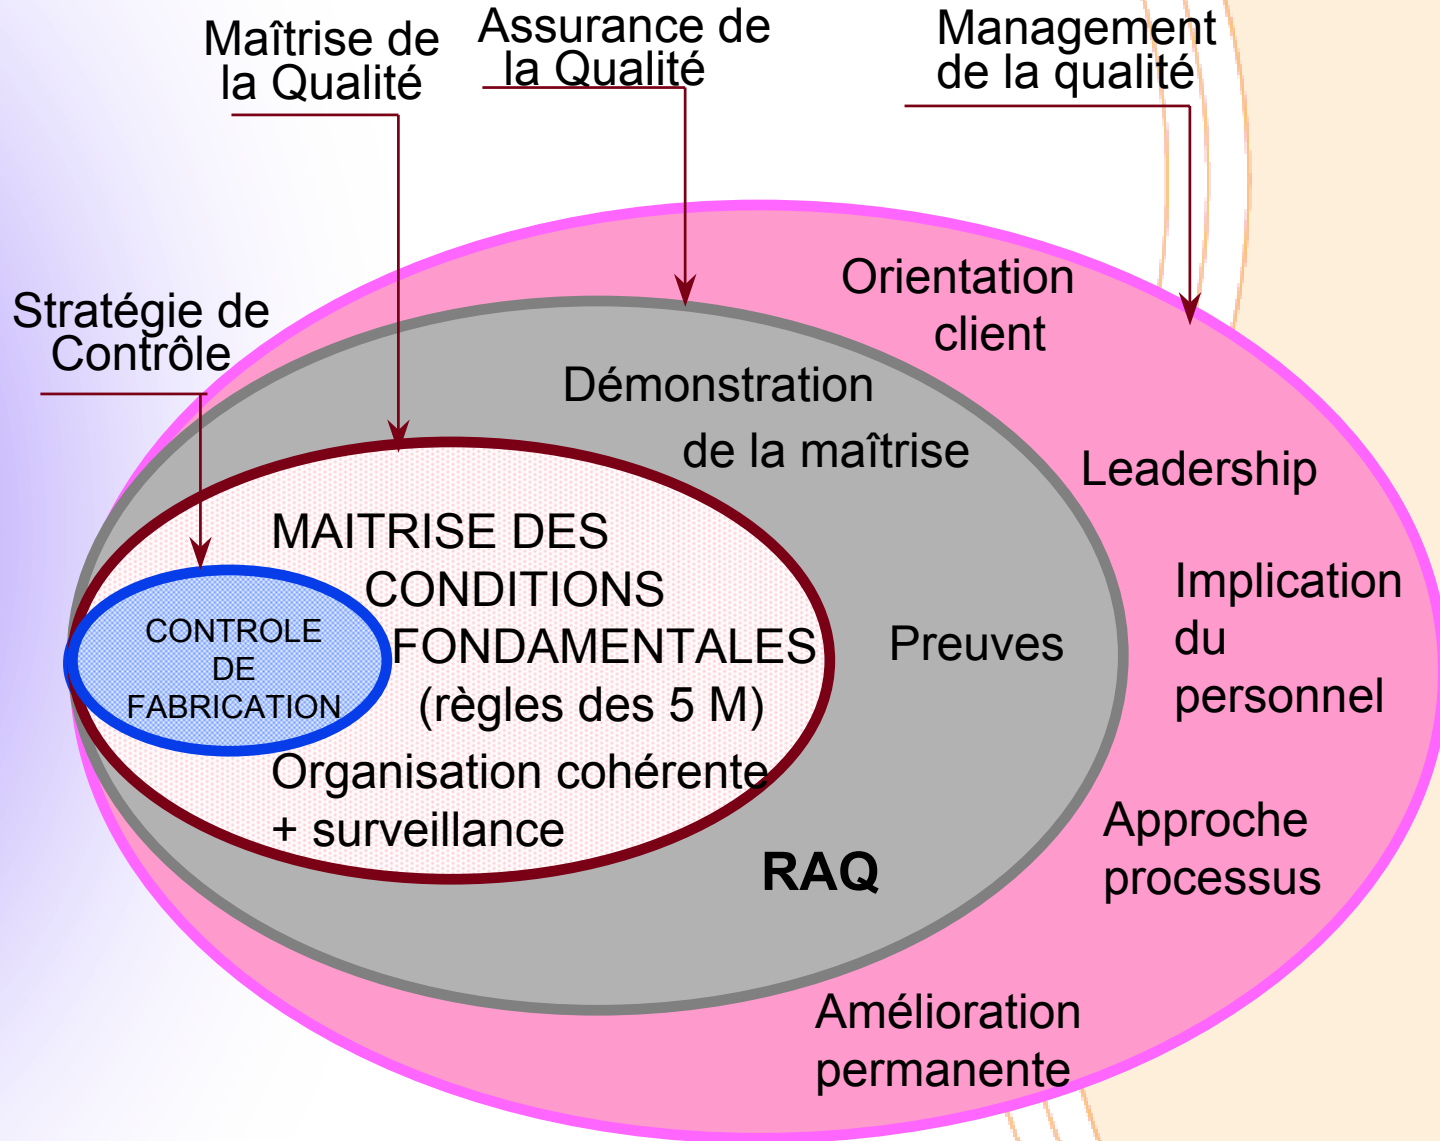 Maîtrise de
la Qualité
Assurance de
la Qualité
Management
de la qualité
Stratégie de
Contrôle
Orientation
client
Démonstration
de la maîtrise
Leadership
MAITRISE DES
CONDITIONS
FONDAMENTALES
(règles des 5 M)
Organisation cohérente
+ surveillance
CONTROLE
DE
FABRICATION
Preuves
Implication
du
personnel
RAQ
Approche
processus
Amélioration
permanente